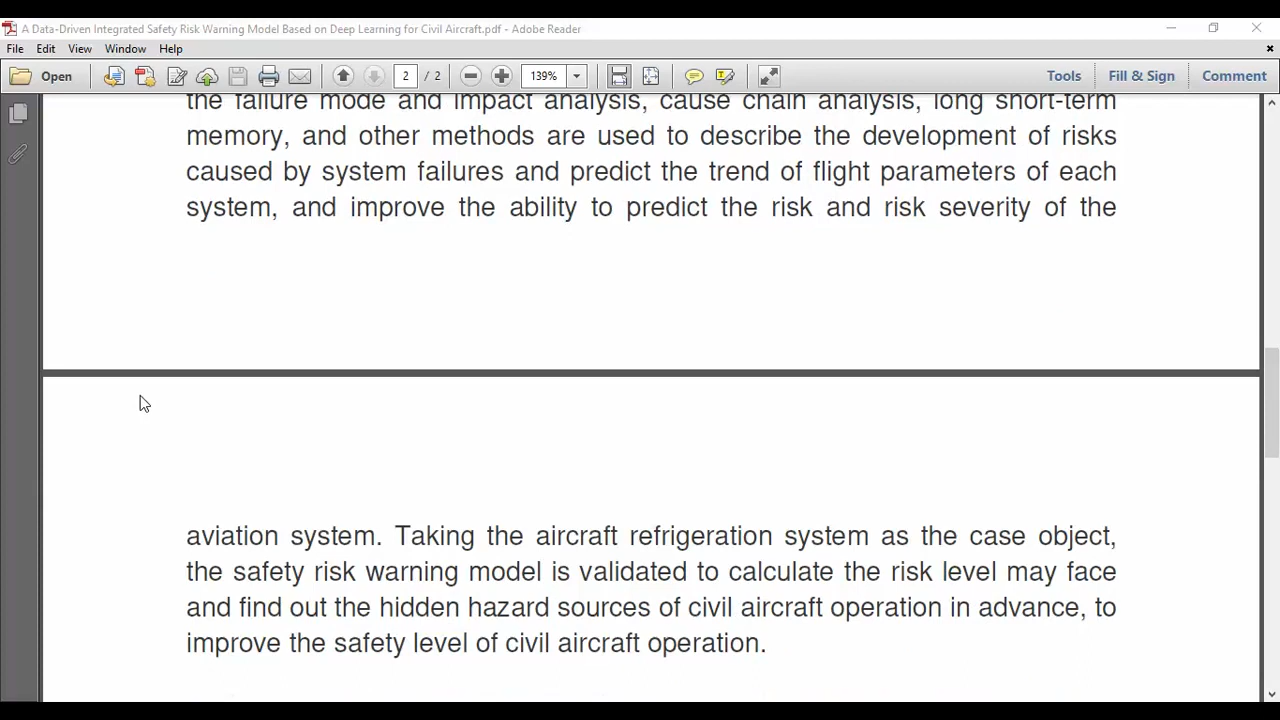 A Data-Driven Integrated Safety Risk Warning Model Based on Deep Learning for Civil Aircraft.pdf - Adobe Reader
File Edit View Window Help
Open 2 / 2 139% Tools Fill & Sign Comment
the failure mode and impact analysis, cause chain analysis, long short-term
memory, and other methods are used to describe the development of risks
caused by system failures and predict the trend of flight parameters of each
system, and improve the ability to predict the risk and risk severity of the
aviation system. Taking the aircraft refrigeration system as the case object,
the safety risk warning model is validated to calculate the risk level may face
and find out the hidden hazard sources of civil aircraft operation in advance, to
improve the safety level of civil aircraft operation.